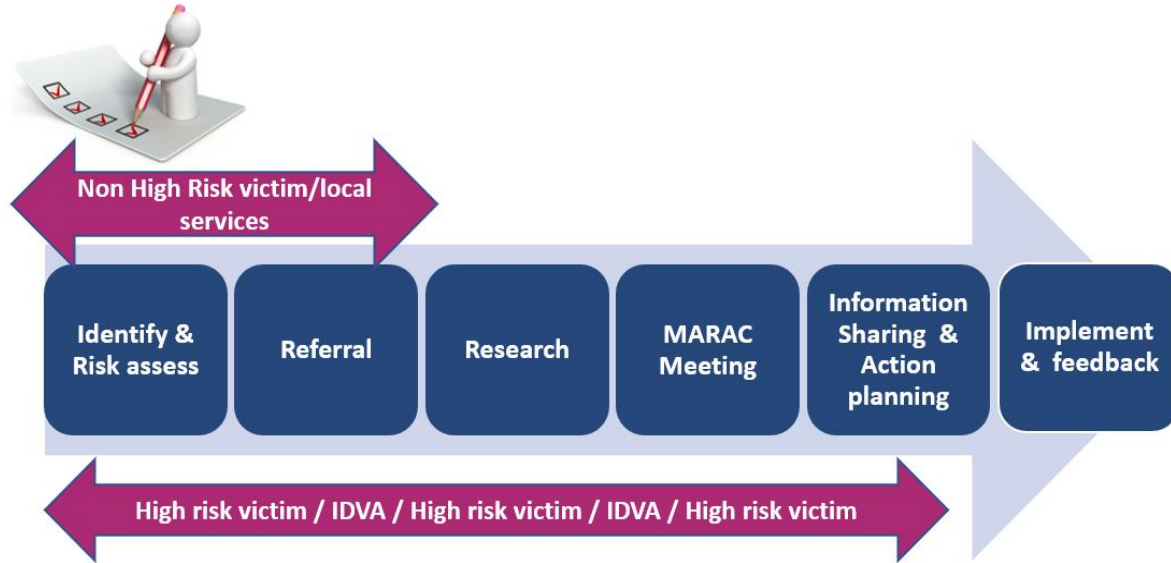 Non High Risk victim/local
services
Identify &
Risk assess
Referral
Research
MARAC
Meeting
Information
Sharing &
Action
planning
Implement
& feedback
High risk victim / IDVA / High risk victim / IDVA / High risk victim